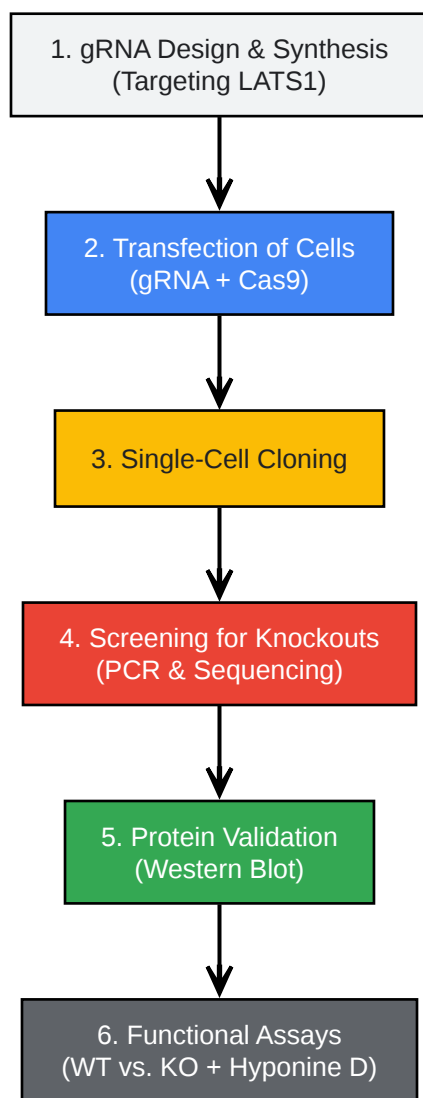 1. gRNA Design & Synthesis
(Targeting LATS1)
2. Transfection of Cells
(gRNA + Cas9)
3. Single-Cell Cloning
4. Screening for Knockouts
(PCR & Sequencing)
5. Protein Validation
(Western Blot)
6. Functional Assays
(WT vs. KO + Hyponine D)